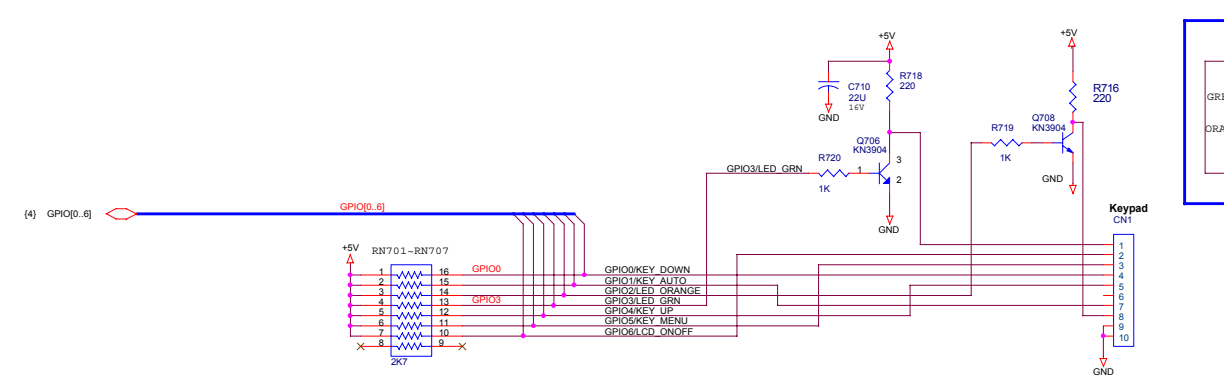 +5V
+5V
C710
22U
16V
GND
R718
220
R716
220
GRE
ORA
Q708
KN3904
R719
1K
GND
Q706
KN3904
3
1
2
R720
1K
GPIO3/LED_GRN
GND
{4} GPIO[0..6]
GPIO[0..6]
Keypad
CN1
+5V
RN701~RN707
1 16 GPIO0 GPIO0/KEY_DOWN
2 15 GPIO1/KEY_AUTO
3 14 GPIO2/LED_ORANGE
4 13 GPIO3 GPIO3/LED_GRN
5 12 GPIO4/KEY_UP
6 11 GPIO5/KEY_MENU
7 10 GPIO6/LCD_ONOFF
8 9
2K7
1
2
3
4
5
6
7
8
9
10
GND